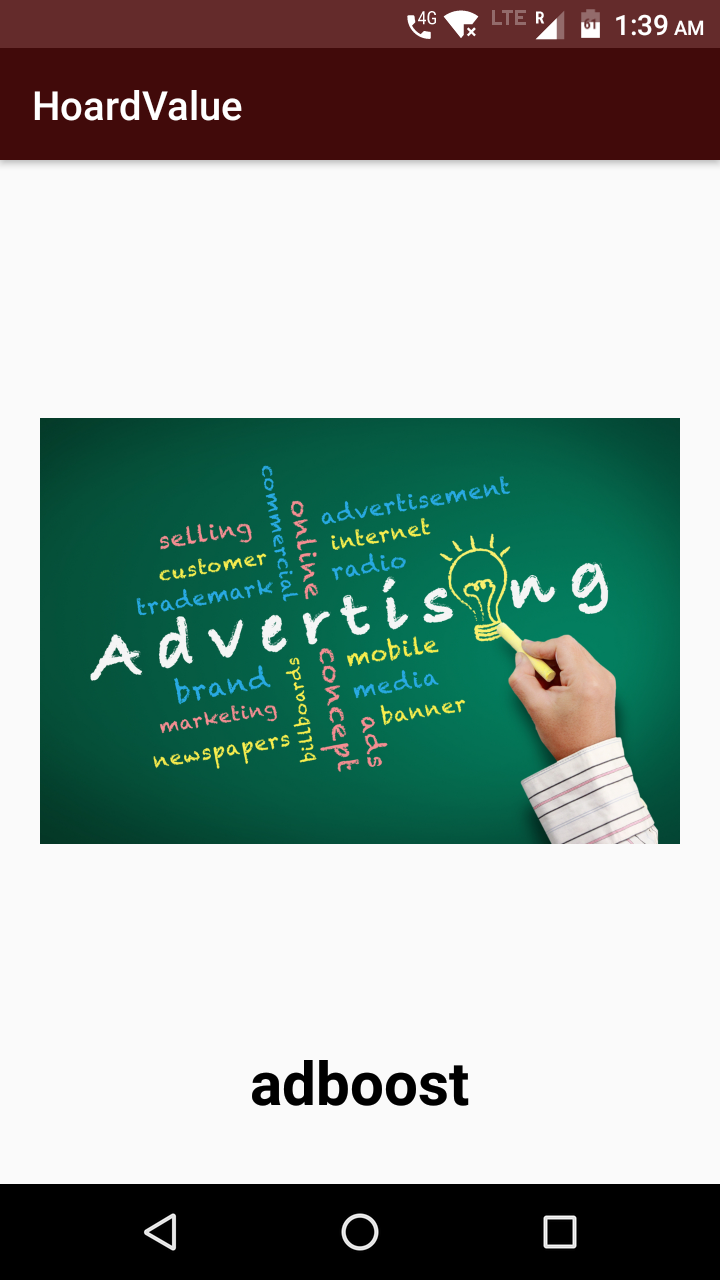 4G LTE R 61 1:39 AM
HoardValue
commercial
online
advertisement
selling
internet
customer
radio
trademark
Advertising
brand
billboards
concept
mobile
media
marketing
ads
banner
newspapers
adboost